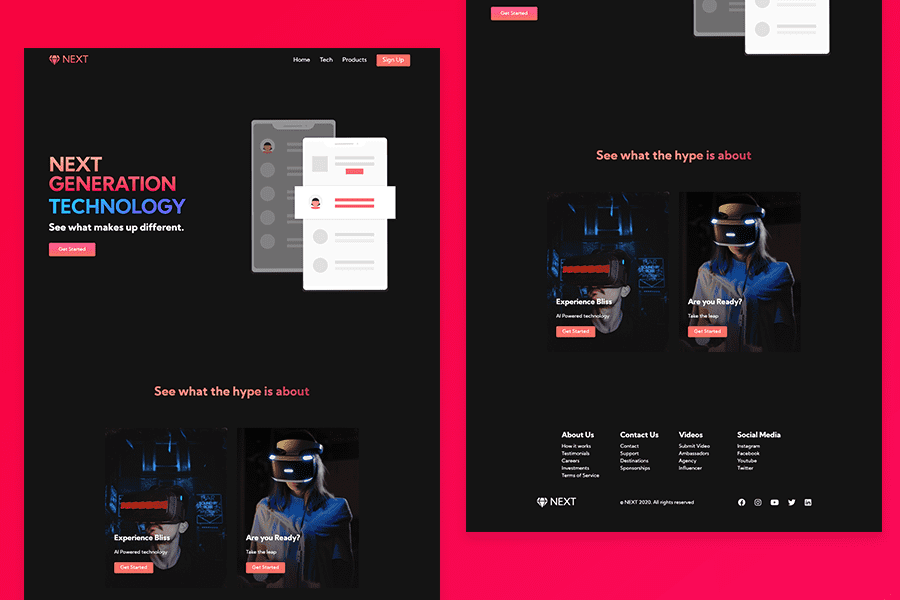 NEXT
Home Tech Products Sign Up
NEXT
GENERATION
TECHNOLOGY
See what makes up different.
Get Started
See what the hype is about
Experience Bliss
AI Powered technology
Get Started
Are you Ready?
Take the leap
Get Started
Get Started
See what the hype is about
Experience Bliss
AI Powered technology
Get Started
Are you Ready?
Take the leap
Get Started
About Us
How it works
Testimonials
Careers
Investments
Terms of Service
Contact Us
Contact
Support
Destinations
Sponsorships
Videos
Submit Video
Ambassadors
Agency
Influencer
Social Media
Instagram
Facebook
Youtube
Twitter
NEXT
© NEXT 2020. All rights reserved